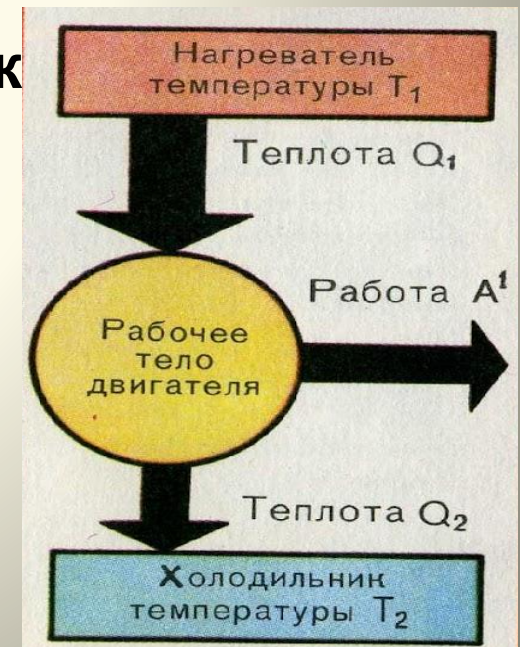 к
Нагреватель
температуры T₁
Теплота Q₁
Работа A¹
Рабочее
тело
двигателя
Теплота Q₂
Холодильник
температуры T₂